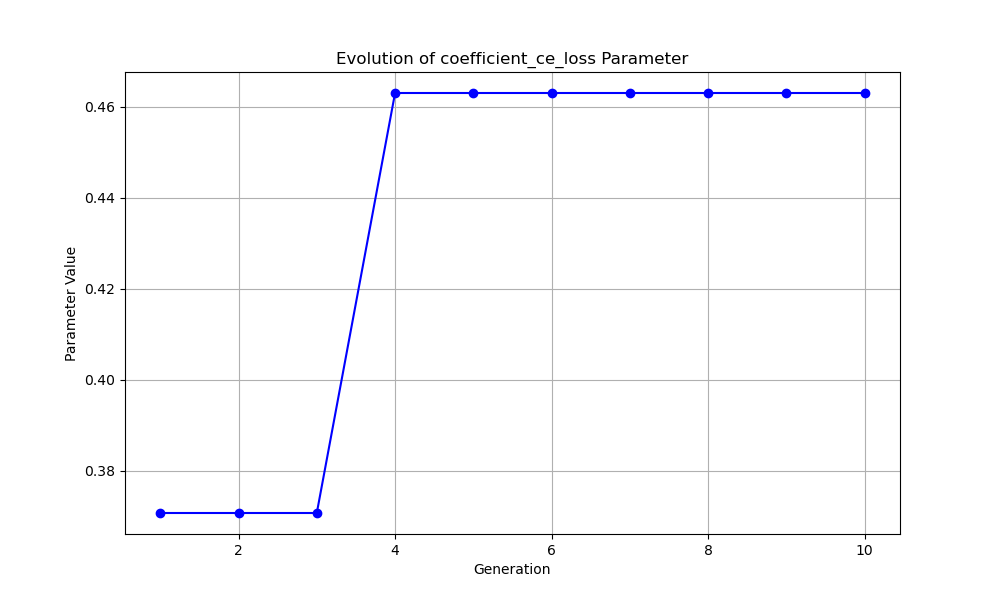 Evolution of coefficient_ce_loss Parameter
0.46
0.44
0.42
0.40
0.38
Parameter Value
2 4 6 8 10
Generation